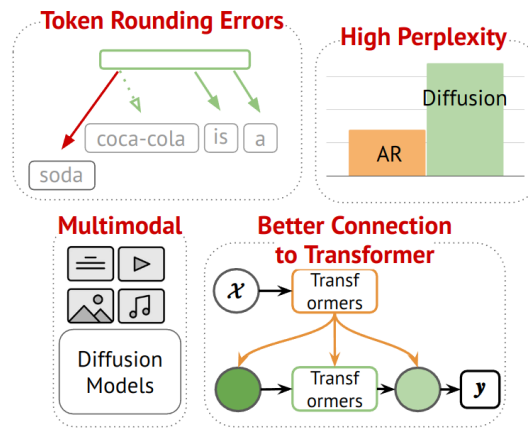 Token Rounding Errors
coca-cola is a
soda
High Perplexity
Diffusion
AR
Multimodal
Diffusion
Models
Better Connection
to Transformer
x
Transf
ormers
Transf
ormers
y